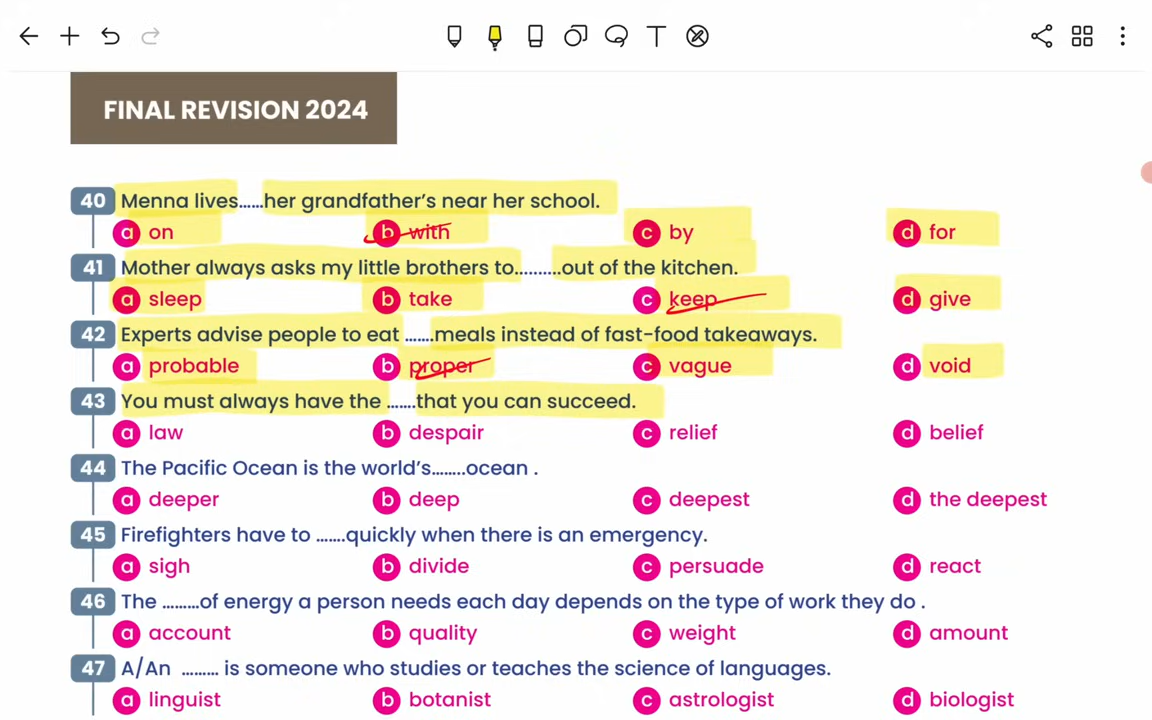 FINAL REVISION 2024
40 Menna lives......her grandfather's near her school.
a on b with c by d for
41 Mother always asks my little brothers to..........out of the kitchen.
a sleep b take c keep d give
42 Experts advise people to eat .......meals instead of fast-food takeaways.
a probable b proper c vague d void
43 You must always have the .......that you can succeed.
a law b despair c relief d belief
44 The Pacific Ocean is the world's........ocean .
a deeper b deep c deepest d the deepest
45 Firefighters have to .......quickly when there is an emergency.
a sigh b divide c persuade d react
46 The .........of energy a person needs each day depends on the type of work they do .
a account b quality c weight d amount
47 A/An ......... is someone who studies or teaches the science of languages.
a linguist b botanist c astrologist d biologist